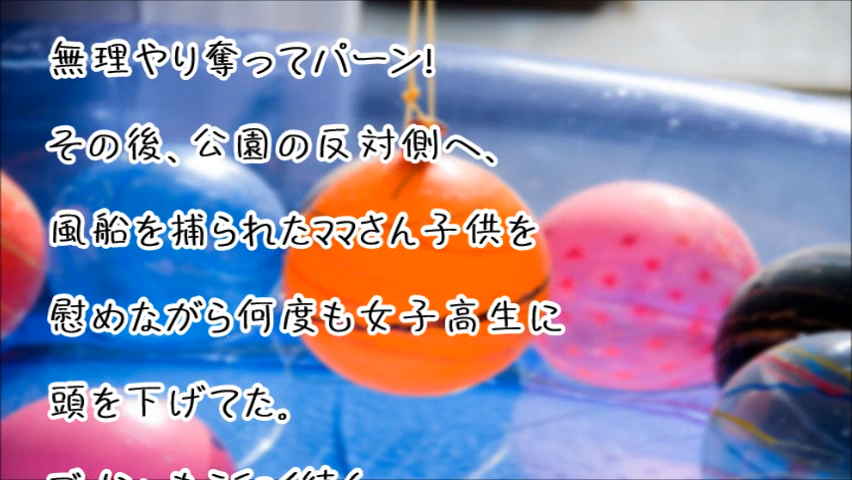 無理やり奪ってパーン!
その後、公園の反対側へ、
風船を捕られたママさん子供を
慰めながら何度も女子高生に
頭を下げてた。